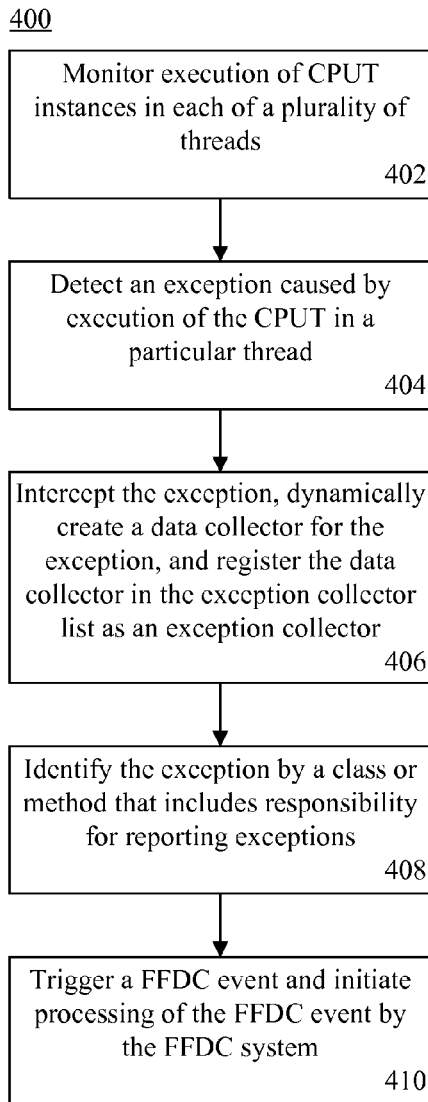 400
Monitor execution of CPUT
instances in each of a plurality of
threads
402
Detect an exception caused by
execution of the CPUT in a
particular thread
404
Intercept the exception, dynamically
create a data collector for the
exception, and register the data
collector in the exception collector
list as an exception collector
406
Identify the exception by a class or
method that includes responsibility
for reporting exceptions
408
Trigger a FFDC event and initiate
processing of the FFDC event by
the FFDC system
410